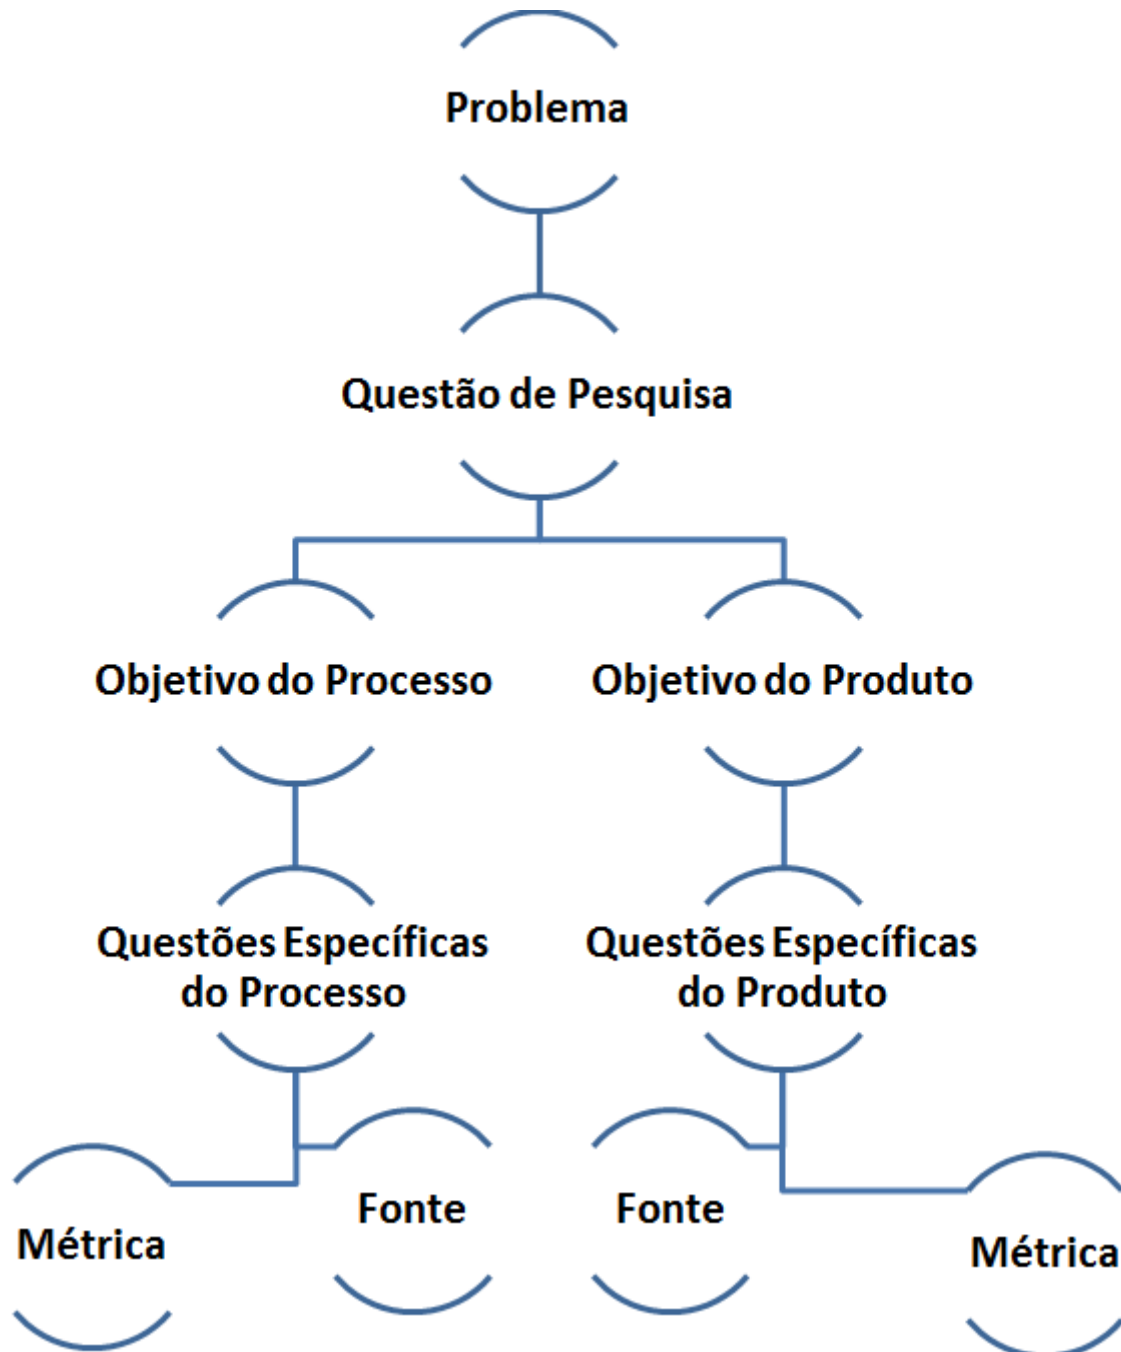 Problema
Questão de Pesquisa
Objetivo do Processo
Objetivo do Produto
Questões Específicas
do Processo
Questões Específicas
do Produto
Métrica
Fonte
Fonte
Métrica